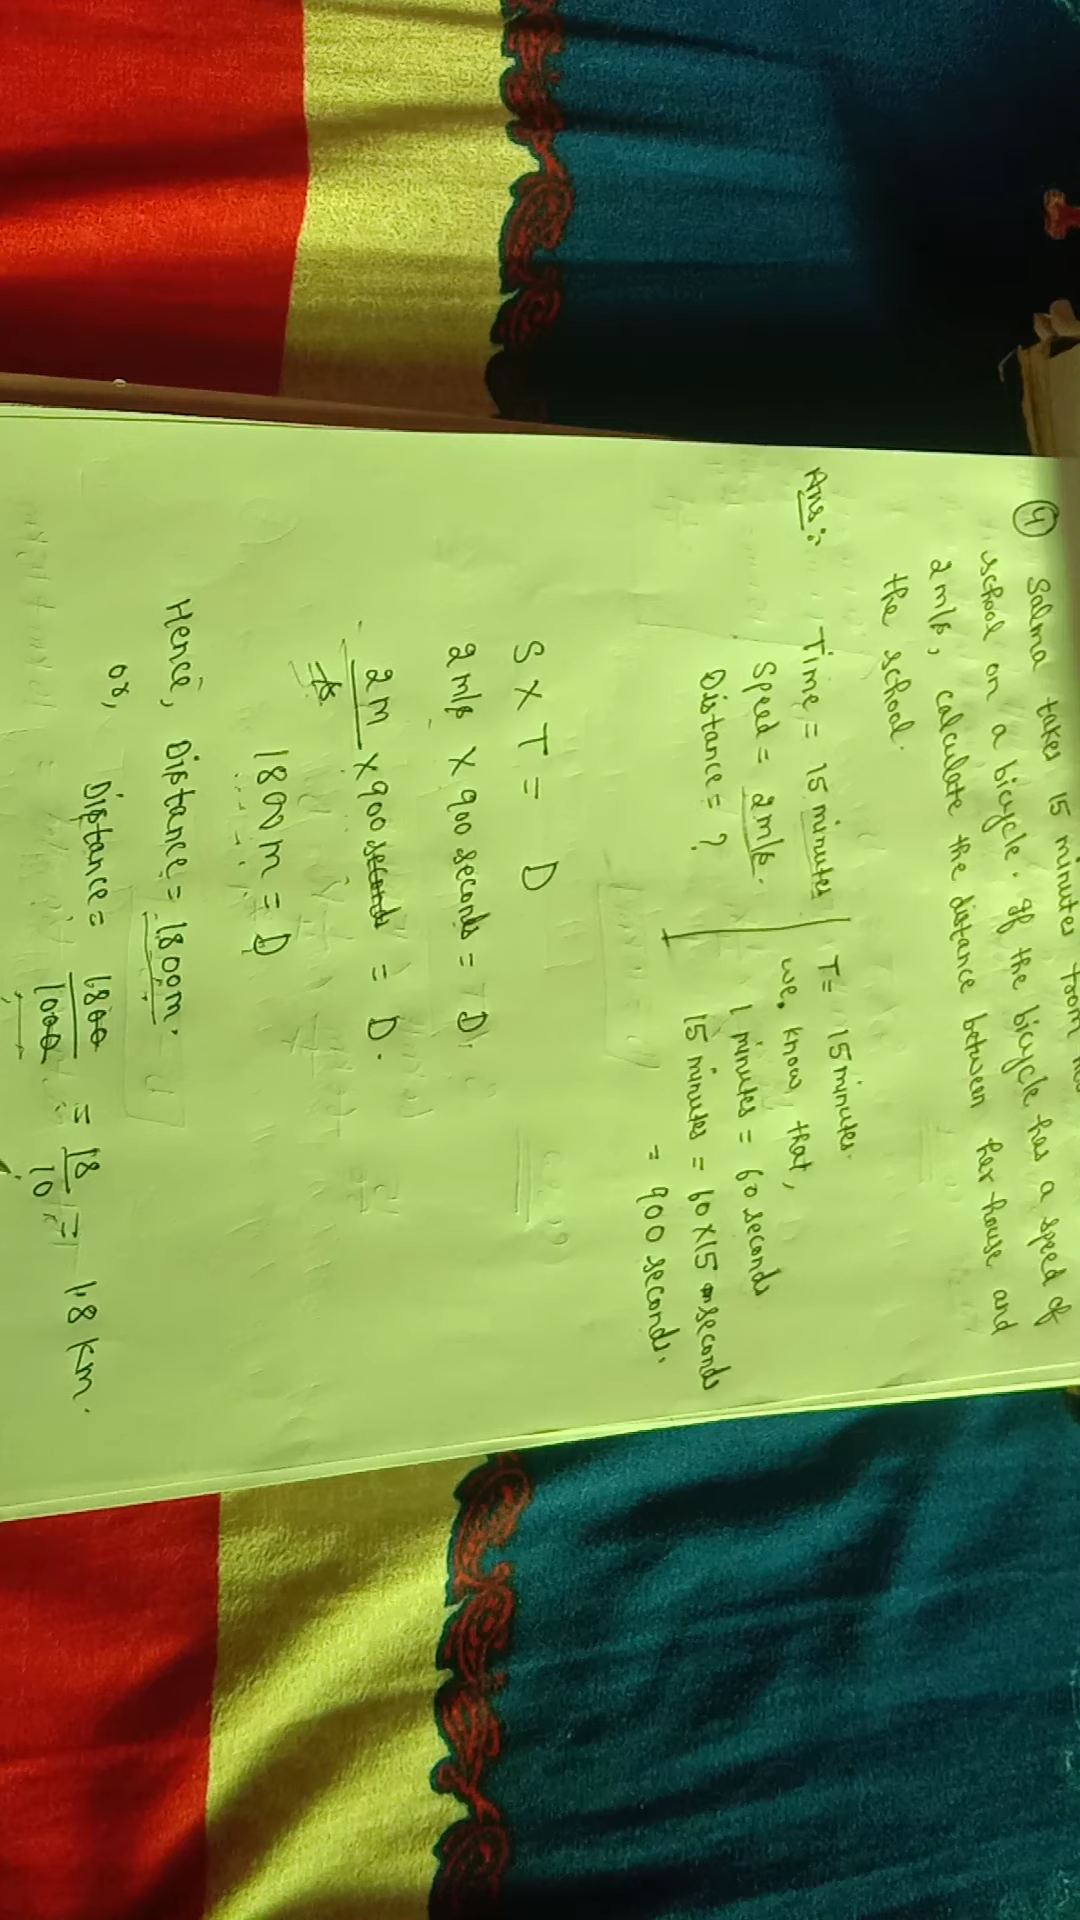 ④ Salma takes 15 minutes from
school on a bicycle. If the bicycle has a speed of
2 m/s, calculate the distance between her house and
the school.
Ans:- Time = 15 minutes
Speed = 2m/s.
Distance = ?
T = 15 minutes.
we know that,
1 minutes = 60 seconds
15 minutes = 60 x 15 seconds
= 900 seconds.
S x T = D
2 m/s x 900 seconds = D.
2m/s x 900 seconds = D.
1800 m = D
Hence, Distance = 1800m.
or, Distance = 1800/1000 = 18/10 = 1.8 km.